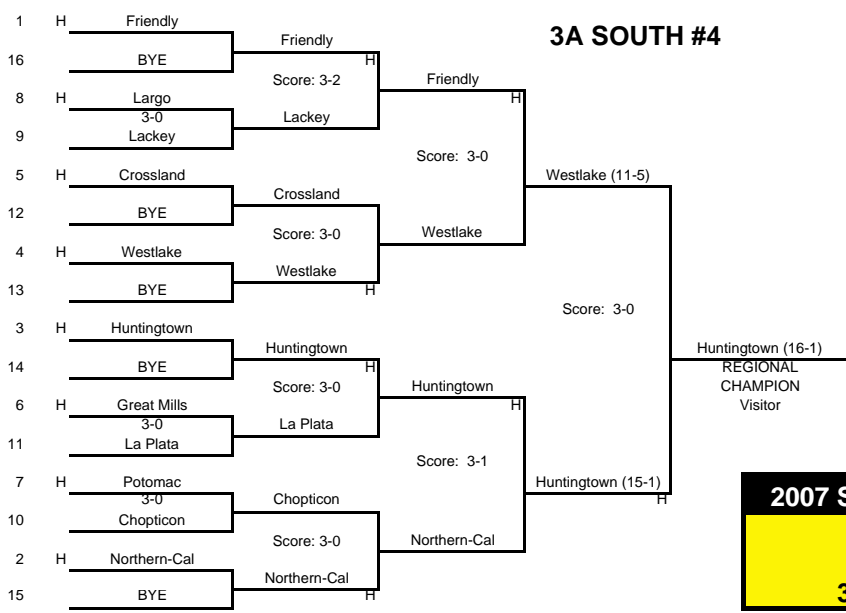 3A SOUTH #4
1 H Friendly
16 BYE
Friendly
H
Score: 3-2
8 H Largo
3-0
9 Lackey
Lackey
Friendly
H
Score: 3-0
5 H Crossland
12 BYE
Crossland
Score: 3-0
4 H Westlake
13 BYE
Westlake
H
Westlake
Westlake (11-5)
Score: 3-0
3 H Huntingtown
14 BYE
Huntingtown
H
Score: 3-0
6 H Great Mills
3-0
11 La Plata
La Plata
Huntingtown
H
Score: 3-1
7 H Potomac
3-0
10 Chopticon
Chopticon
Score: 3-0
2 H Northern-Cal
15 BYE
Northern-Cal
H
Northern-Cal
Huntingtown (15-1)
H
Huntingtown (16-1)
REGIONAL
CHAMPION
Visitor
2007 S
3